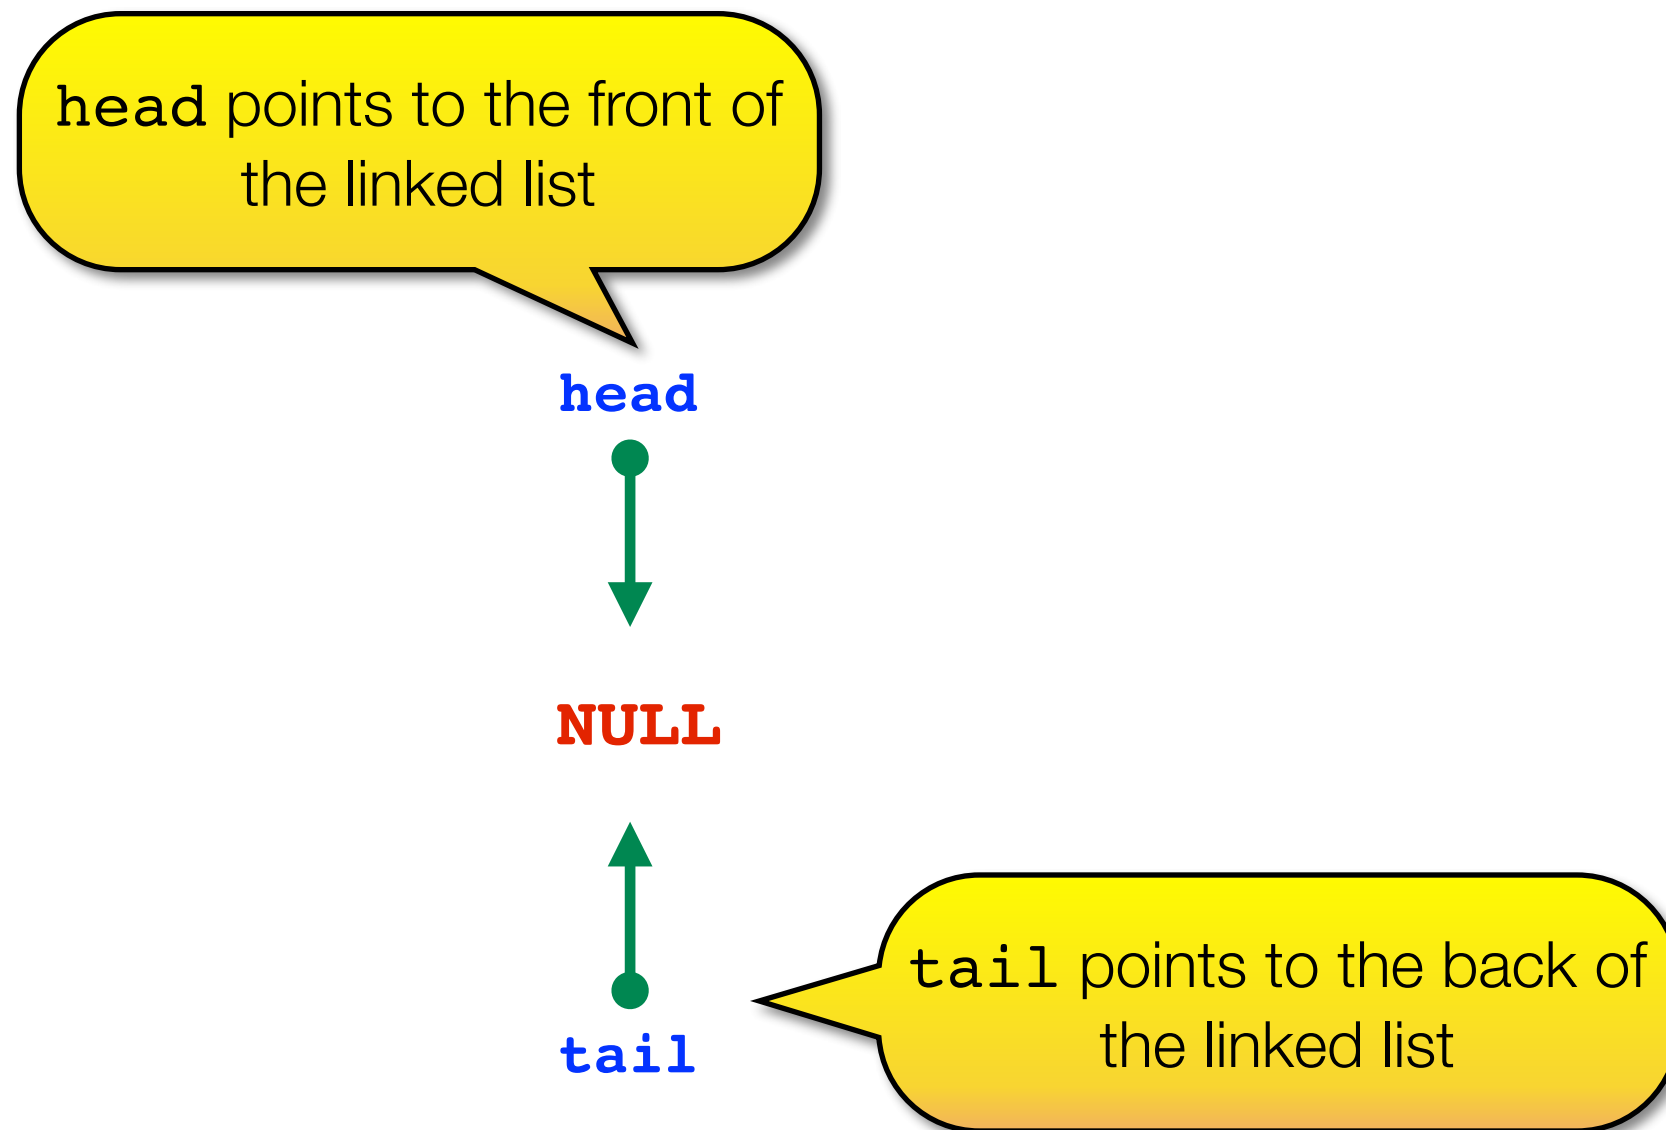 head points to the front of
the linked list
head
NULL
tail points to the back of
the linked list
tail